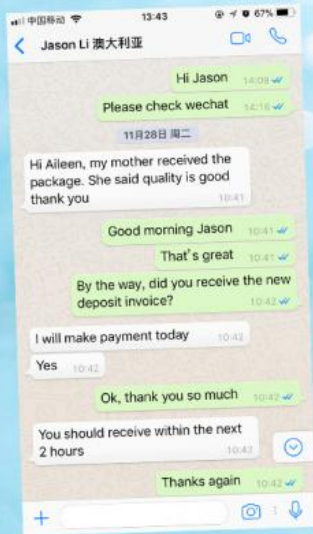 中国移动 13:43 67%
Jason Li 澳大利亚
Hi Jason 14:09
Please check wechat 14:16
11月28日 周二
Hi Aileen, my mother received the
package. She said quality is good
thank you 10:41
Good morning Jason 10:41
That's great 10:41
By the way, did you receive the new
deposit invoice? 10:42
I will make payment today 10:42
Yes 10:42
Ok, thank you so much 10:42
You should receive within the next
2 hours 10:42
Thanks again 10:42